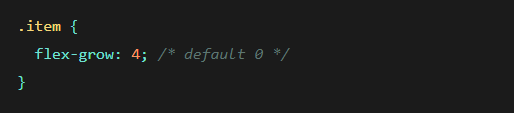 .item {
  flex-grow: 4; /* default 0 */
}